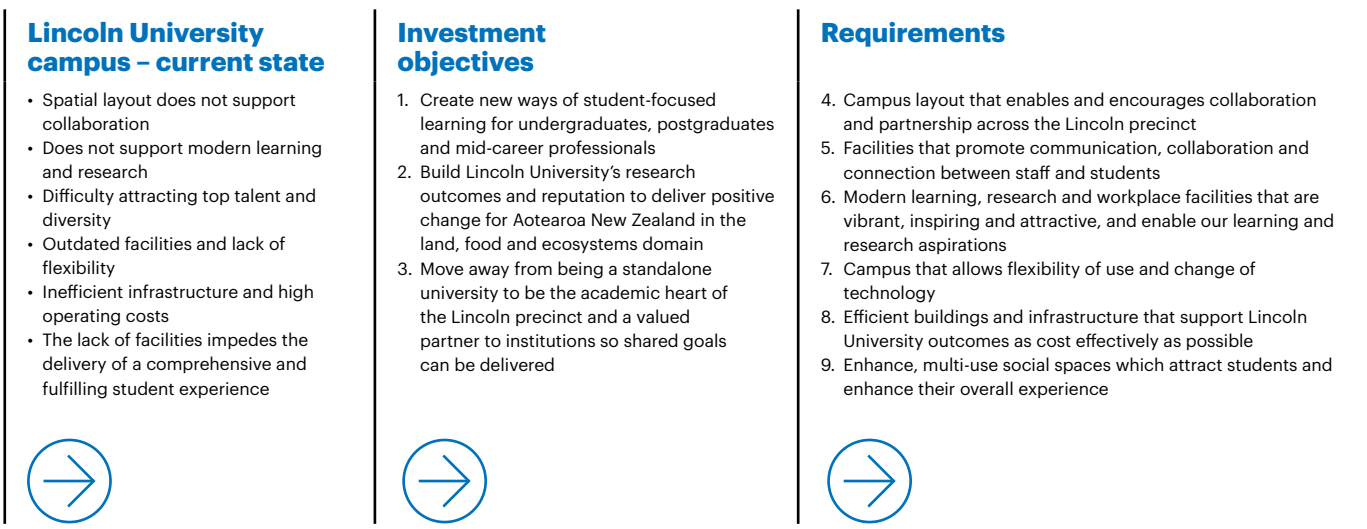 Lincoln University
campus – current state
• Spatial layout does not support
collaboration
• Does not support modern learning
and research
• Difficulty attracting top talent and
diversity
• Outdated facilities and lack of
flexibility
• Inefficient infrastructure and high
operating costs
• The lack of facilities impedes the
delivery of a comprehensive and
fulfilling student experience
Investment
objectives
1. Create new ways of student-focused
learning for undergraduates, postgraduates
and mid-career professionals
2. Build Lincoln University's research
outcomes and reputation to deliver positive
change for Aotearoa New Zealand in the
land, food and ecosystems domain
3. Move away from being a standalone
university to be the academic heart of
the Lincoln precinct and a valued
partner to institutions so shared goals
can be delivered
Requirements
4. Campus layout that enables and encourages collaboration
and partnership across the Lincoln precinct
5. Facilities that promote communication, collaboration and
connection between staff and students
6. Modern learning, research and workplace facilities that are
vibrant, inspiring and attractive, and enable our learning and
research aspirations
7. Campus that allows flexibility of use and change of
technology
8. Efficient buildings and infrastructure that support Lincoln
University outcomes as cost effectively as possible
9. Enhance, multi-use social spaces which attract students and
enhance their overall experience